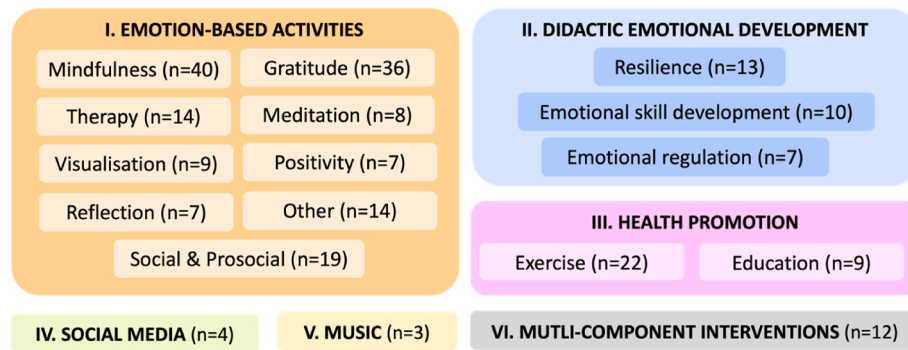 I. EMOTION-BASED ACTIVITIES
Mindfulness (n=40)
Gratitude (n=36)
Therapy (n=14)
Meditation (n=8)
Visualisation (n=9)
Positivity (n=7)
Reflection (n=7)
Other (n=14)
Social & Prosocial (n=19)
II. DIDACTIC EMOTIONAL DEVELOPMENT
Resilience (n=13)
Emotional skill development (n=10)
Emotional regulation (n=7)
III. HEALTH PROMOTION
Exercise (n=22)
Education (n=9)
IV. SOCIAL MEDIA (n=4)
V. MUSIC (n=3)
VI. MUTLI-COMPONENT INTERVENTIONS (n=12)